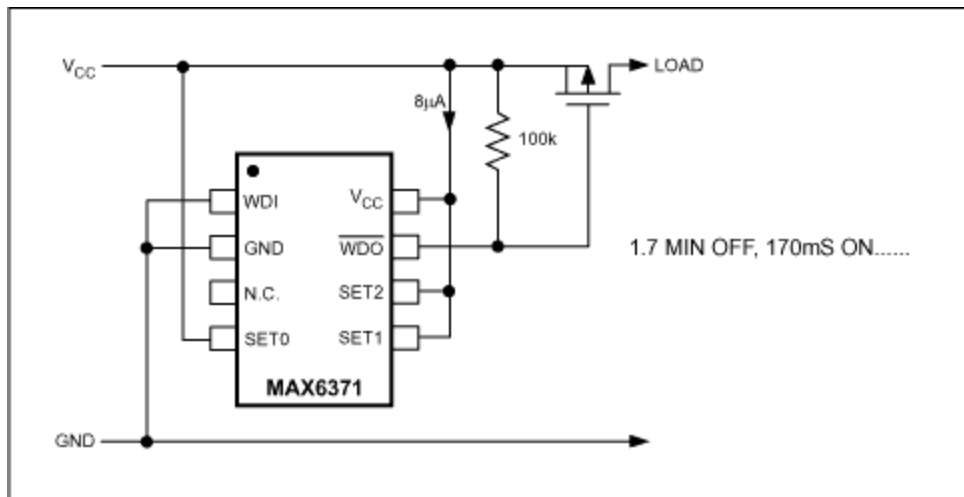 VCC
LOAD
8μA
100k
WDI
VCC
GND
WDO
1.7 MIN OFF, 170mS ON......
N.C.
SET2
SET0
SET1
MAX6371
GND